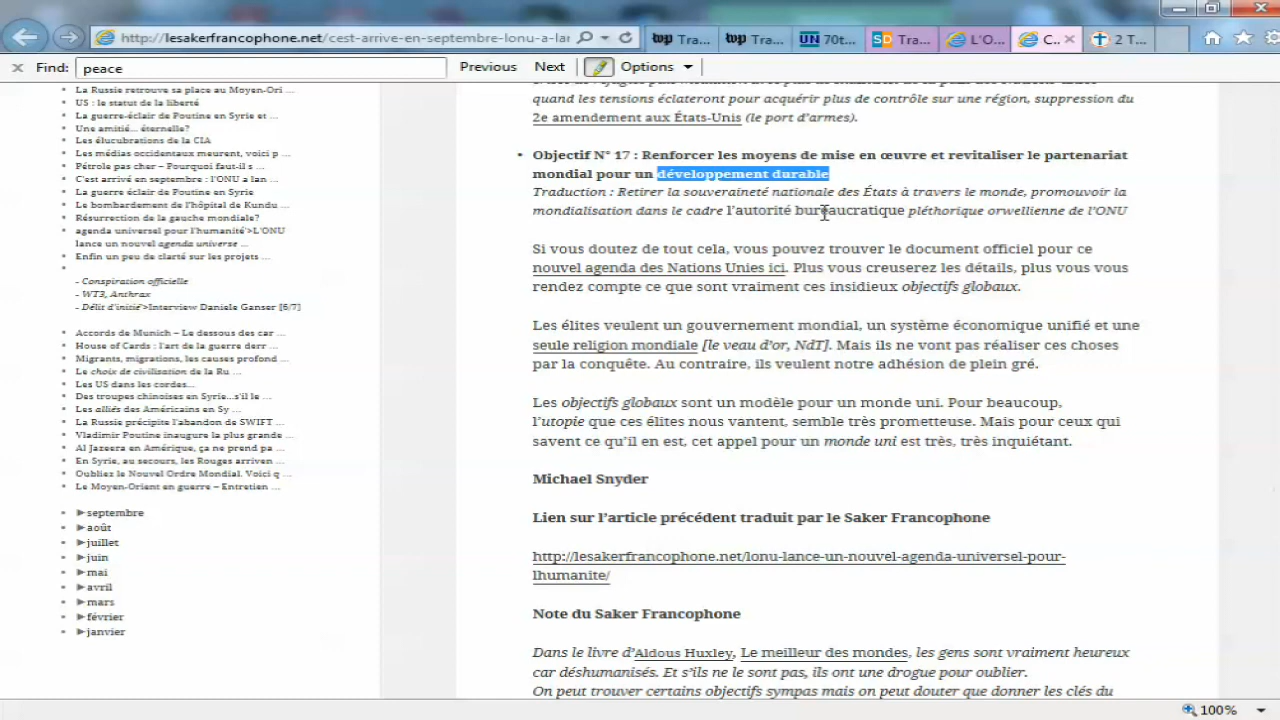 http://lesakerfrancophone.net/cest-arrive-en-septembre-lonu-a-lar
Tra...
Tra...
UN 70t...
SD Tra...
L'O...
C...
2 T...
Find: peace
Previous
Next
Options
La Russie retrouve sa place au Moyen-Ori ...
US : le statut de la liberté
La guerre-éclair de Poutine en Syrie et ...
Une amitié... éternelle?
Les élucubrations de la CIA
Les médias occidentaux meurent, voici p ...
Pétrole pas cher – Pourquoi faut-il s ...
C'est arrivé en septembre : l'ONU a lan ...
La guerre éclair de Poutine en Syrie
Le bombardement de l'hôpital de Kundu ...
Résurrection de la gauche mondiale?
agenda universel pour l'humanité'>L'ONU
lance un nouvel agenda universe ...
Enfin un peu de clarté sur les projets ...
- Conspiration officielle
- WT3, Anthrax
- Délit d'initié'>Interview Daniele Ganser [6/7]
Accords de Munich – Le dessous des car ...
House of Cards : l'art de la guerre derr ...
Migrants, migrations, les causes profond ...
Le choix de civilisation de la Ru ...
Les US dans les cordes...
Des troupes chinoises en Syrie...s'il le ...
Les alliés des Américains en Sy ...
La Russie précipite l'abandon de SWIFT ...
Vladimir Poutine inaugure la plus grande ...
Al Jazeera en Amérique, ça ne prend pa ...
En Syrie, au secours, les Rouges arriven ...
Oubliez le Nouvel Ordre Mondial. Voici q ...
Le Moyen-Orient en guerre – Entretien ...
septembre
août
juillet
juin
mai
avril
mars
février
janvier
quand les tensions éclateront pour acquérir plus de contrôle sur une région, suppression du
2e amendement aux États-Unis (le port d'armes).
• Objectif N° 17 : Renforcer les moyens de mise en œuvre et revitaliser le partenariat
mondial pour un développement durable
Traduction : Retirer la souveraineté nationale des États à travers le monde, promouvoir la
mondialisation dans le cadre l'autorité bureaucratique pléthorique orwellienne de l'ONU
Si vous doutez de tout cela, vous pouvez trouver le document officiel pour ce
nouvel agenda des Nations Unies ici. Plus vous creuserez les détails, plus vous vous
rendez compte ce que sont vraiment ces insidieux objectifs globaux.
Les élites veulent un gouvernement mondial, un système économique unifié et une
seule religion mondiale [le veau d'or, NdT]. Mais ils ne vont pas réaliser ces choses
par la conquête. Au contraire, ils veulent notre adhésion de plein gré.
Les objectifs globaux sont un modèle pour un monde uni. Pour beaucoup,
l'utopie que ces élites nous vantent, semble très prometteuse. Mais pour ceux qui
savent ce qu'il en est, cet appel pour un monde uni est très, très inquiétant.
Michael Snyder
Lien sur l'article précédent traduit par le Saker Francophone
http://lesakerfrancophone.net/lonu-lance-un-nouvel-agenda-universel-pour-
lhumanite/
Note du Saker Francophone
Dans le livre d'Aldous Huxley, Le meilleur des mondes, les gens sont vraiment heureux
car déshumanisés. Et s'ils ne le sont pas, ils ont une drogue pour oublier.
On peut trouver certains objectifs sympas mais on peut douter que donner les clés du
100%